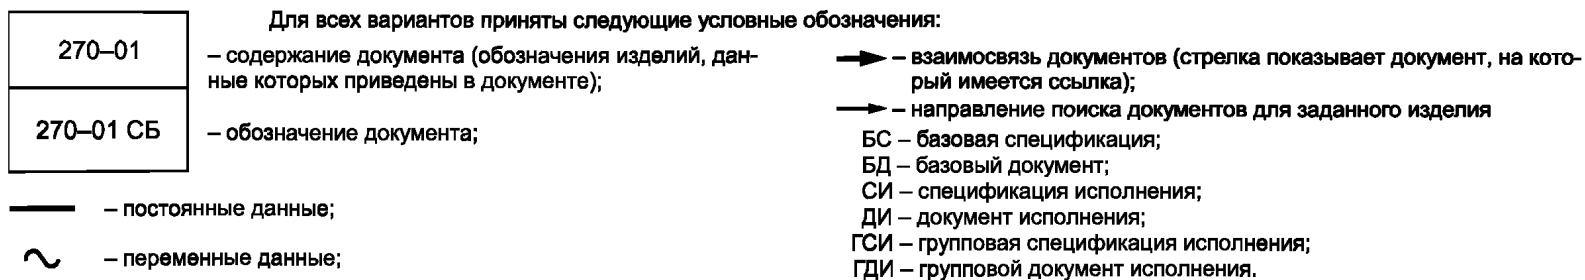 Для всех вариантов приняты следующие условные обозначения:
270–01
– содержание документа (обозначения изделий, дан-
ные которых приведены в документе);
270–01 СБ
– обозначение документа;
– постоянные данные;
– переменные данные;
– взаимосвязь документов (стрелка показывает документ, на кото-
рый имеется ссылка);
– направление поиска документов для заданного изделия
БС – базовая спецификация;
БД – базовый документ;
СИ – спецификация исполнения;
ДИ – документ исполнения;
ГСИ – групповая спецификация исполнения;
ГДИ – групповой документ исполнения.